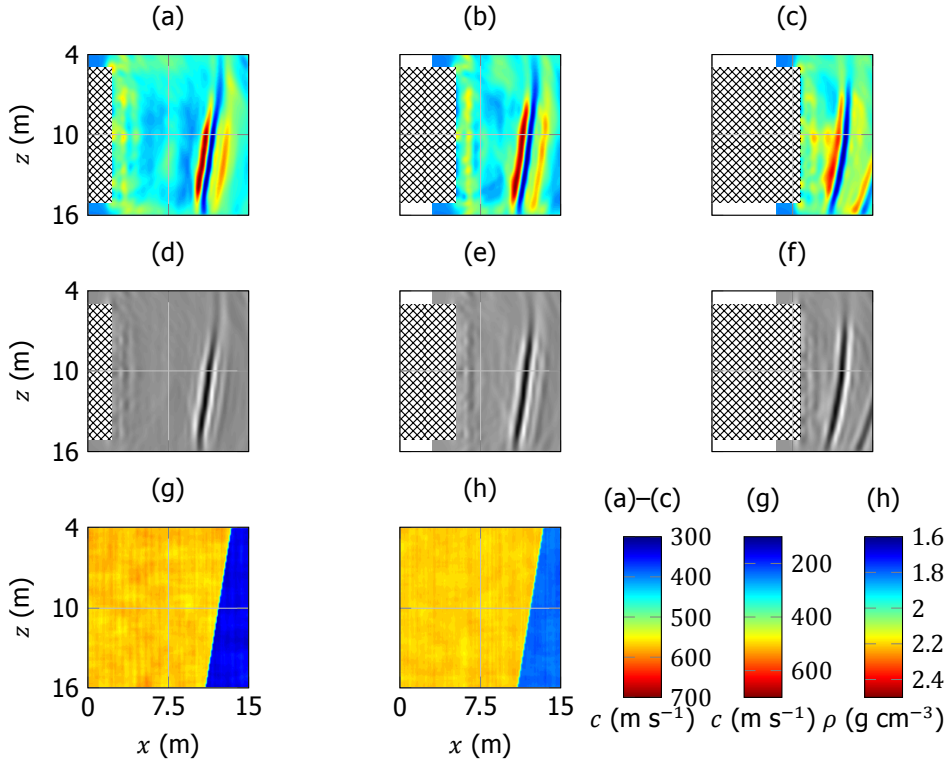 (a) (b) (c)
4
10
16
z (m)
(d) (e) (f)
4
10
16
z (m)
(g) (h)
4
10
16
z (m)
0 7.5 15
x (m)
0 7.5 15
x (m)
(a)–(c) (g) (h)
300
400
500
600
700
c (m s⁻¹)
200
400
600
c (m s⁻¹)
1.6
1.8
2
2.2
2.4
ρ (g cm⁻³)